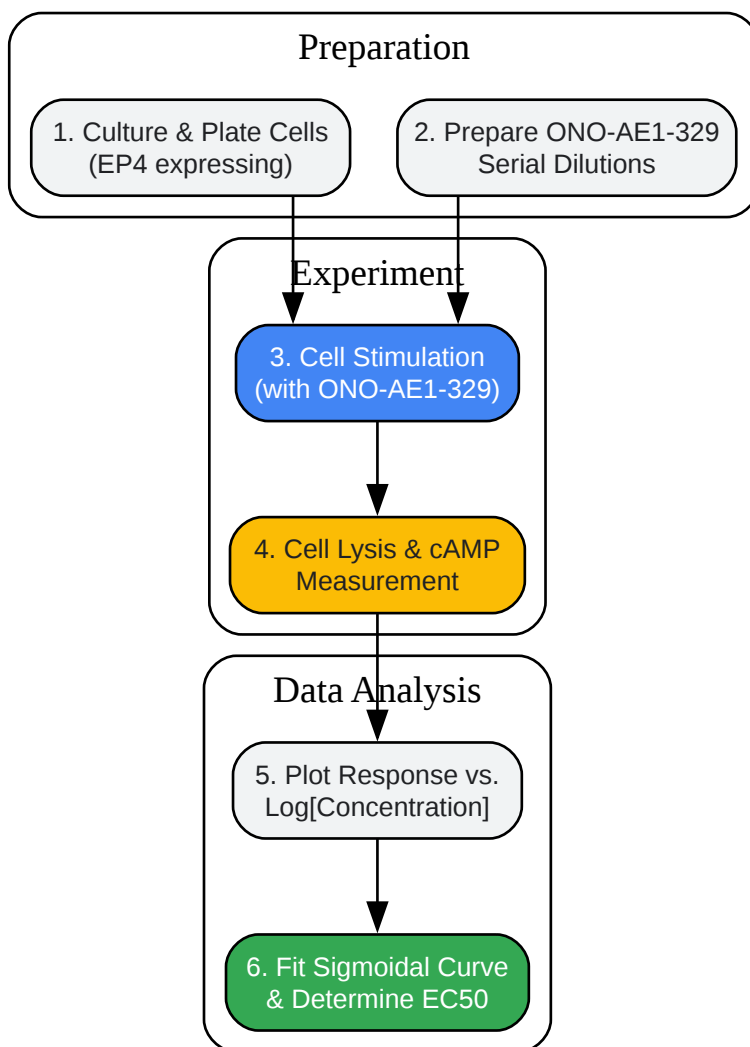 Preparation
1. Culture & Plate Cells
(EP4 expressing)
2. Prepare ONO-AE1-329
Serial Dilutions
Experiment
3. Cell Stimulation
(with ONO-AE1-329)
4. Cell Lysis & cAMP
Measurement
Data Analysis
5. Plot Response vs.
Log[Concentration]
6. Fit Sigmoidal Curve
& Determine EC50